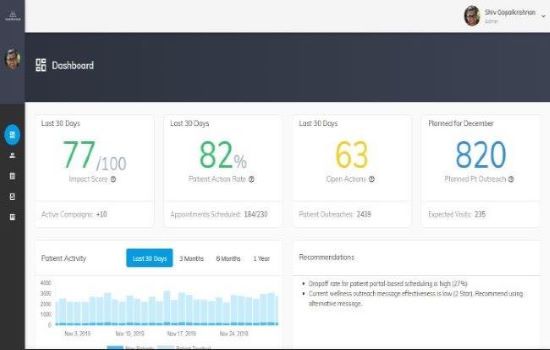 Shiv Gopalkrishnan
Admin
Dashboard
Last 30 Days
77/100
Impact Score
Active Campaigns: +10
Last 30 Days
82%
Patient Action Rate
Appointments Scheduled: 184/230
Last 30 Days
63
Open Actions
Patient Outreaches: 2439
Planned for December
820
Planned Pt Outreach
Expected Visits: 235
Patient Activity
Last 30 Days
3 Months
6 Months
1 Year
4000
3000
2000
1000
0
Nov 3, 2019
Nov 10, 2019
Nov 17, 2019
Nov 24, 2019
Recommendations
Dropoff rate for patient portal-based scheduling is high (27%)
Current wellness outreach message effectiveness is low (2 Star). Recommend using
alternative message.